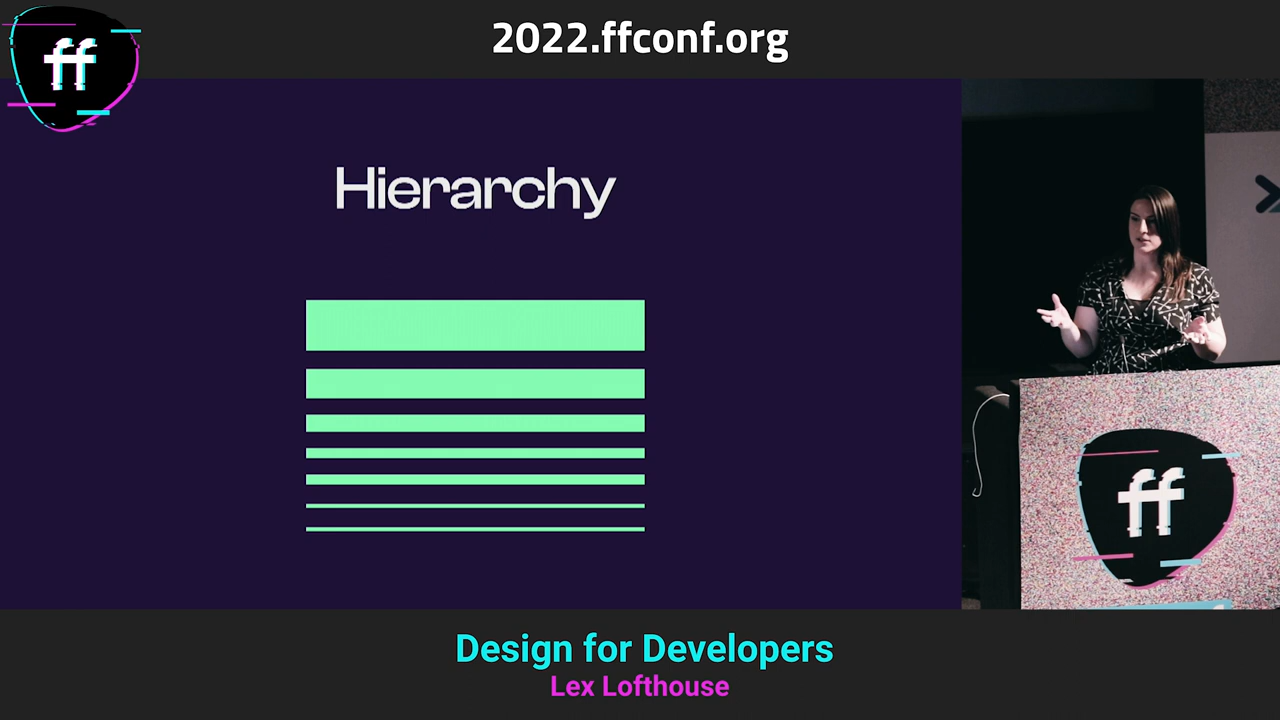 2022.ffconf.org
ff
Hierarchy
ff
Design for Developers
Lex Lofthouse